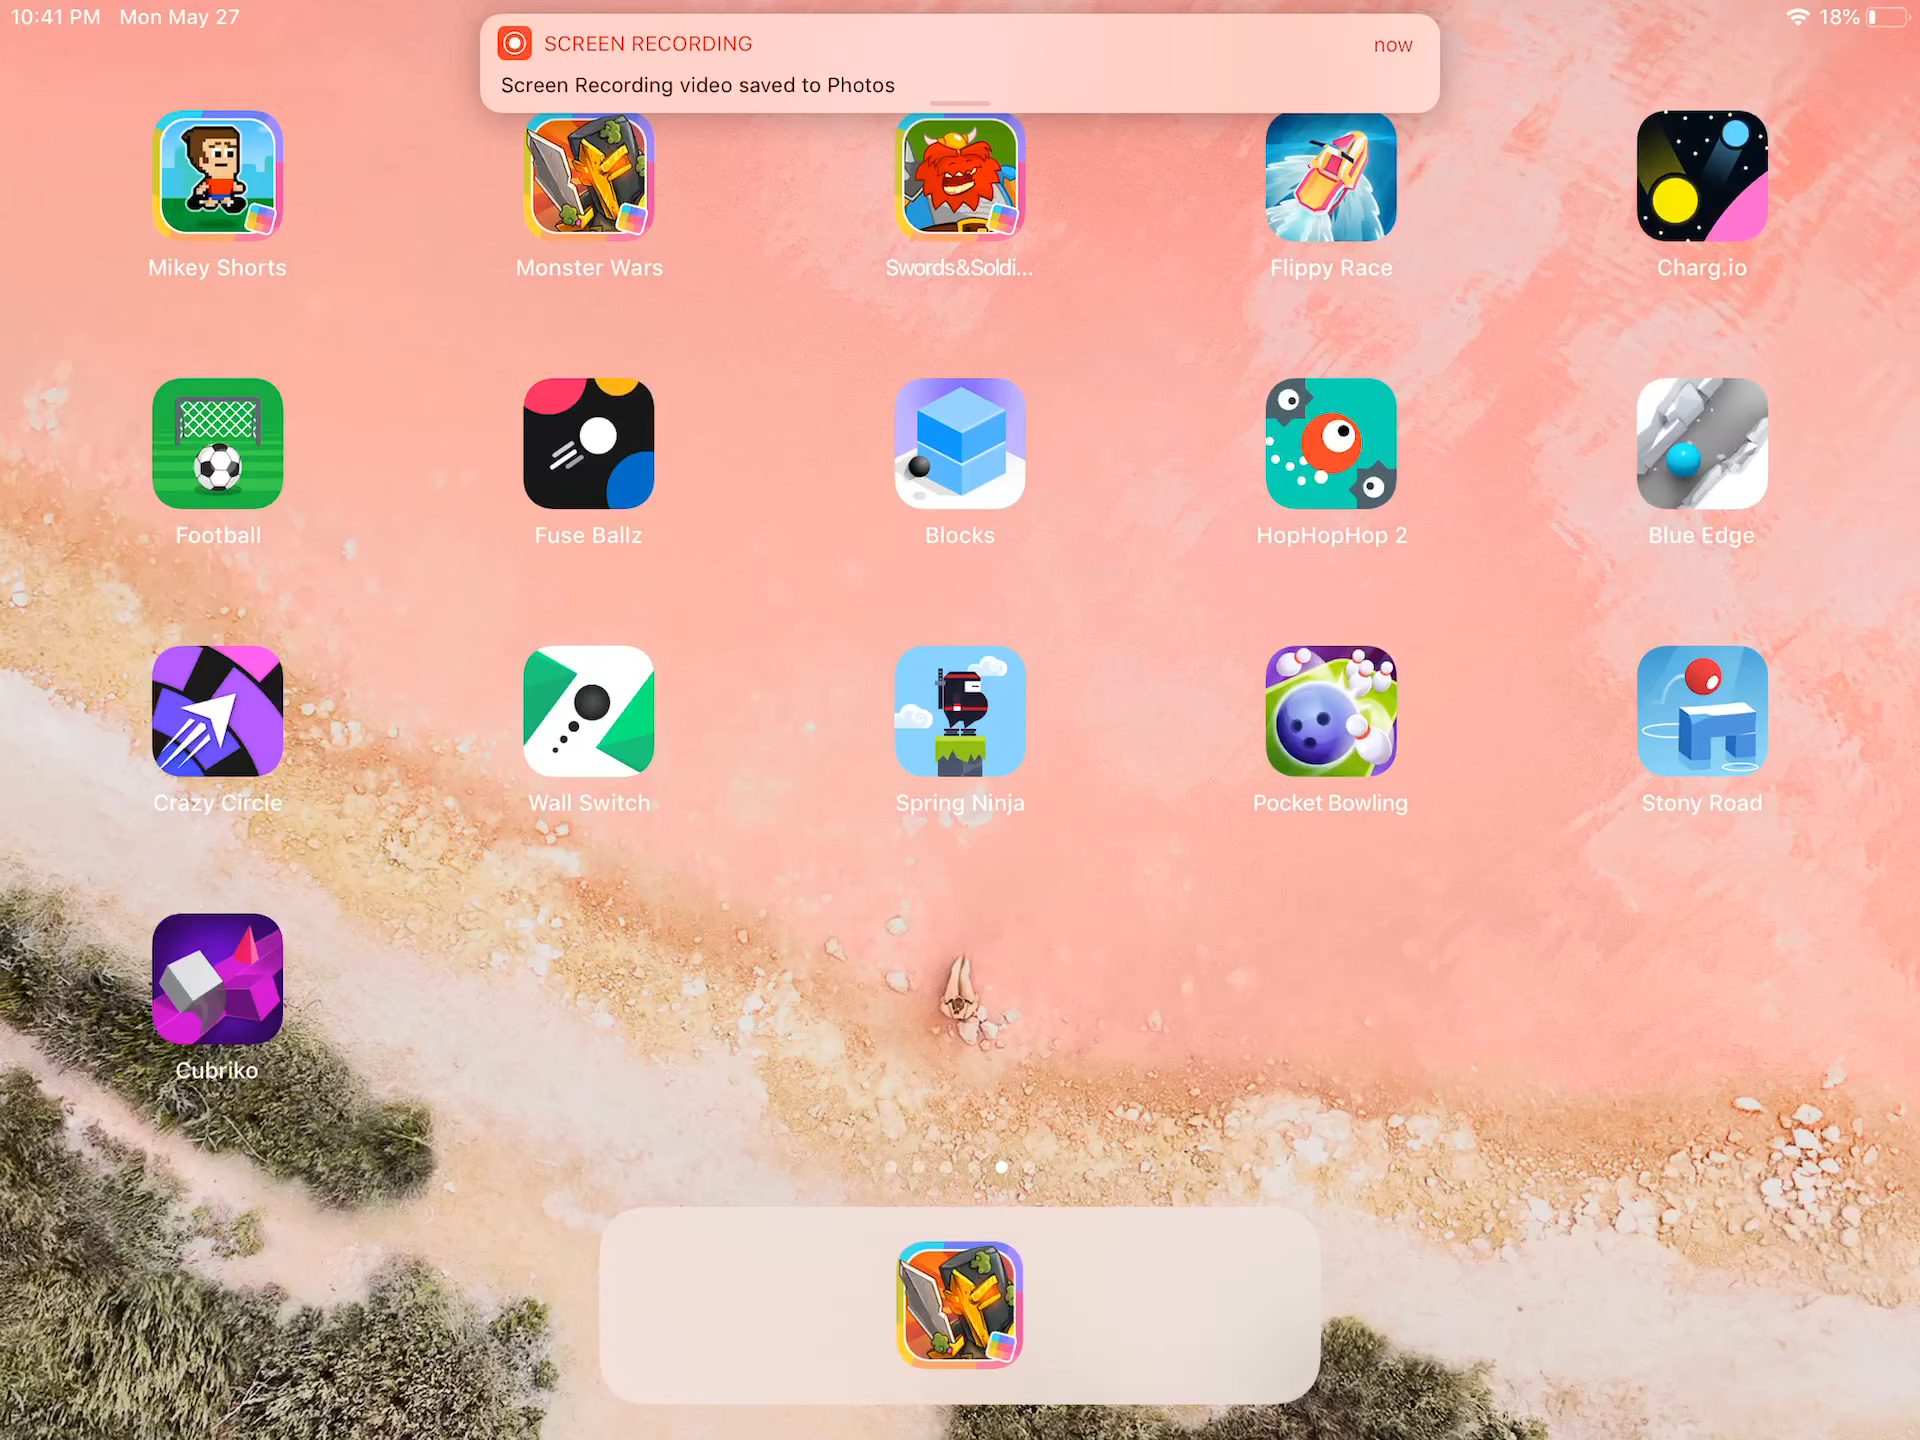 10:41 PM Mon May 27
18%
SCREEN RECORDING
now
Screen Recording video saved to Photos
Mikey Shorts
Monster Wars
Swords&Soldi...
Flippy Race
Charg.io
Football
Fuse Ballz
Blocks
HopHopHop 2
Blue Edge
Crazy Circle
Wall Switch
Spring Ninja
Pocket Bowling
Stony Road
Cubriko